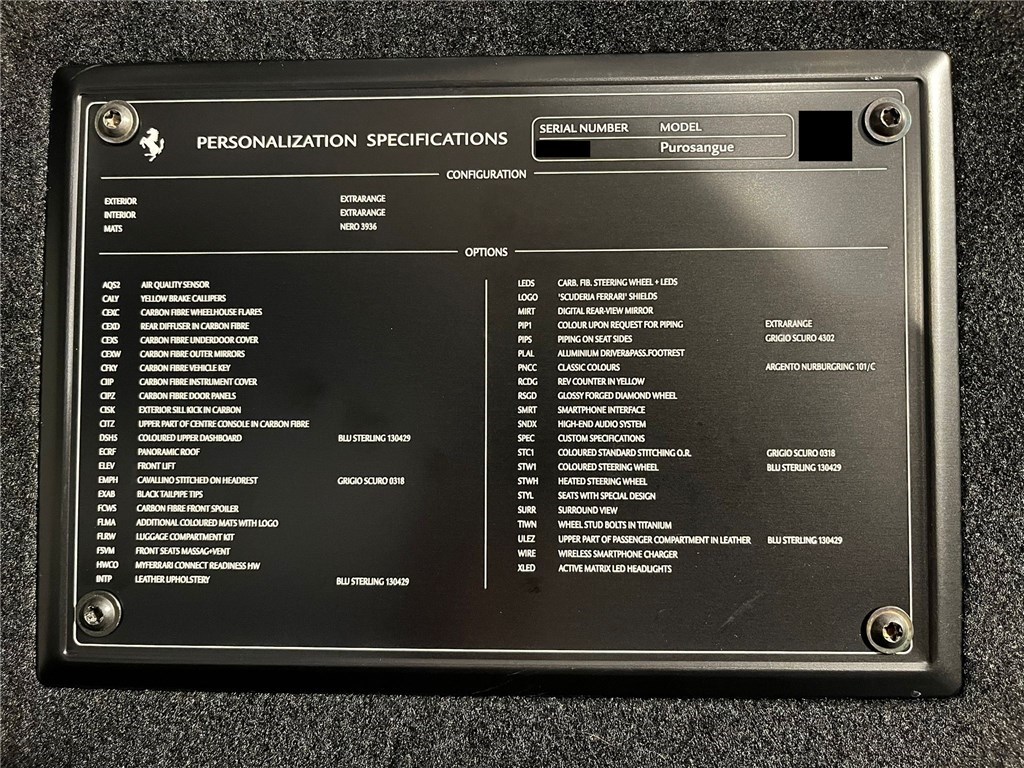 PERSONALIZATION SPECIFICATIONS
SERIAL NUMBER MODEL
Purosangue
CONFIGURATION
EXTERIOR EXTRARANGE
INTERIOR EXTRARANGE
MATS NERO 3936
OPTIONS
AQS2 AIR QUALITY SENSOR
CALY YELLOW BRAKE CALLIPERS
CEXC CARBON FIBRE WHEELHOUSE FLARES
CEXD REAR DIFFUSER IN CARBON FIBRE
CEXS CARBON FIBRE UNDERDOOR COVER
CEXW CARBON FIBRE OUTER MIRRORS
CFKY CARBON FIBRE VEHICLE KEY
CIIP CARBON FIBRE INSTRUMENT COVER
CIPZ CARBON FIBRE DOOR PANELS
CISK EXTERIOR SILL KICK IN CARBON
CITZ UPPER PART OF CENTRE CONSOLE IN CARBON FIBRE
DSH5 COLOURED UPPER DASHBOARD BLU STERLING 130429
ECRF PANORAMIC ROOF
ELEV FRONT LIFT
EMPH CAVALLINO STITCHED ON HEADREST GRIGIO SCURO 0318
EXAB BLACK TAILPIPE TIPS
FCWS CARBON FIBRE FRONT SPOILER
FLMA ADDITIONAL COLOURED MATS WITH LOGO
FLRW LUGGAGE COMPARTMENT KIT
FSVM FRONT SEATS MASSAG+VENT
HWCO MYFERRARI CONNECT READINESS HW
INTP LEATHER UPHOLSTERY BLU STERLING 130429
LEDS CARB. FIB. STEERING WHEEL + LEDS
LOGO 'SCUDERIA FERRARI' SHIELDS
MIRT DIGITAL REAR-VIEW MIRROR
PIP1 COLOUR UPON REQUEST FOR PIPING EXTRARANGE
PIPS PIPING ON SEAT SIDES GRIGIO SCURO 4302
PLAL ALUMINIUM DRIVER&PASS.FOOTREST
PNCC CLASSIC COLOURS ARGENTO NURBURGRING 101/C
RCDG REV COUNTER IN YELLOW
RSGD GLOSSY FORGED DIAMOND WHEEL
SMRT SMARTPHONE INTERFACE
SNDX HIGH-END AUDIO SYSTEM
SPEC CUSTOM SPECIFICATIONS
STC1 COLOURED STANDARD STITCHING O.R. GRIGIO SCURO 0318
STW1 COLOURED STEERING WHEEL BLU STERLING 130429
STWH HEATED STEERING WHEEL
STYL SEATS WITH SPECIAL DESIGN
SURR SURROUND VIEW
TIWN WHEEL STUD BOLTS IN TITANIUM
ULEZ UPPER PART OF PASSENGER COMPARTMENT IN LEATHER BLU STERLING 130429
WIRE WIRELESS SMARTPHONE CHARGER
XLED ACTIVE MATRIX LED HEADLIGHTS